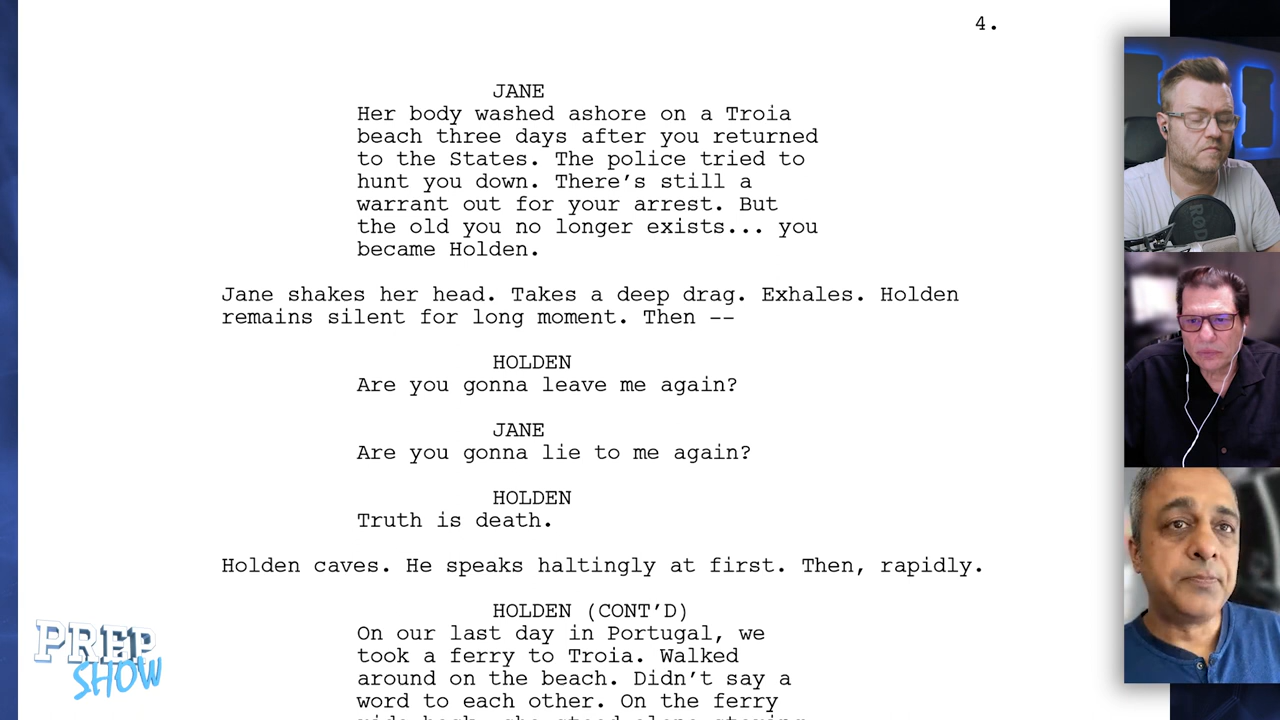 4.
JANE
Her body washed ashore on a Troia
beach three days after you returned
to the States. The police tried to
hunt you down. There's still a
warrant out for your arrest. But
the old you no longer exists... you
became Holden.
Jane shakes her head. Takes a deep drag. Exhales. Holden
remains silent for long moment. Then --
HOLDEN
Are you gonna leave me again?
JANE
Are you gonna lie to me again?
HOLDEN
Truth is death.
Holden caves. He speaks haltingly at first. Then, rapidly.
HOLDEN (CONT'D)
On our last day in Portugal, we
took a ferry to Troia. Walked
around on the beach. Didn't say a
word to each other. On the ferry
PREP
SHOW
RØDE